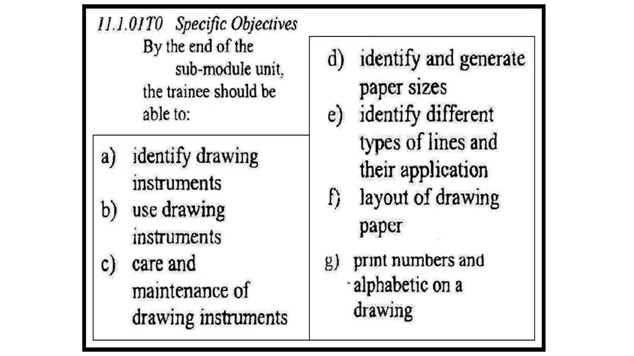 11.1.01T0 Specific Objectives
By the end of the
sub-module unit,
the trainee should be
able to:
a) identify drawing
instruments
b) use drawing
instruments
c) care and
maintenance of
drawing instruments
d) identify and generate
paper sizes
e) identify different
types of lines and
their application
f) layout of drawing
paper
g) print numbers and
alphabetic on a
drawing